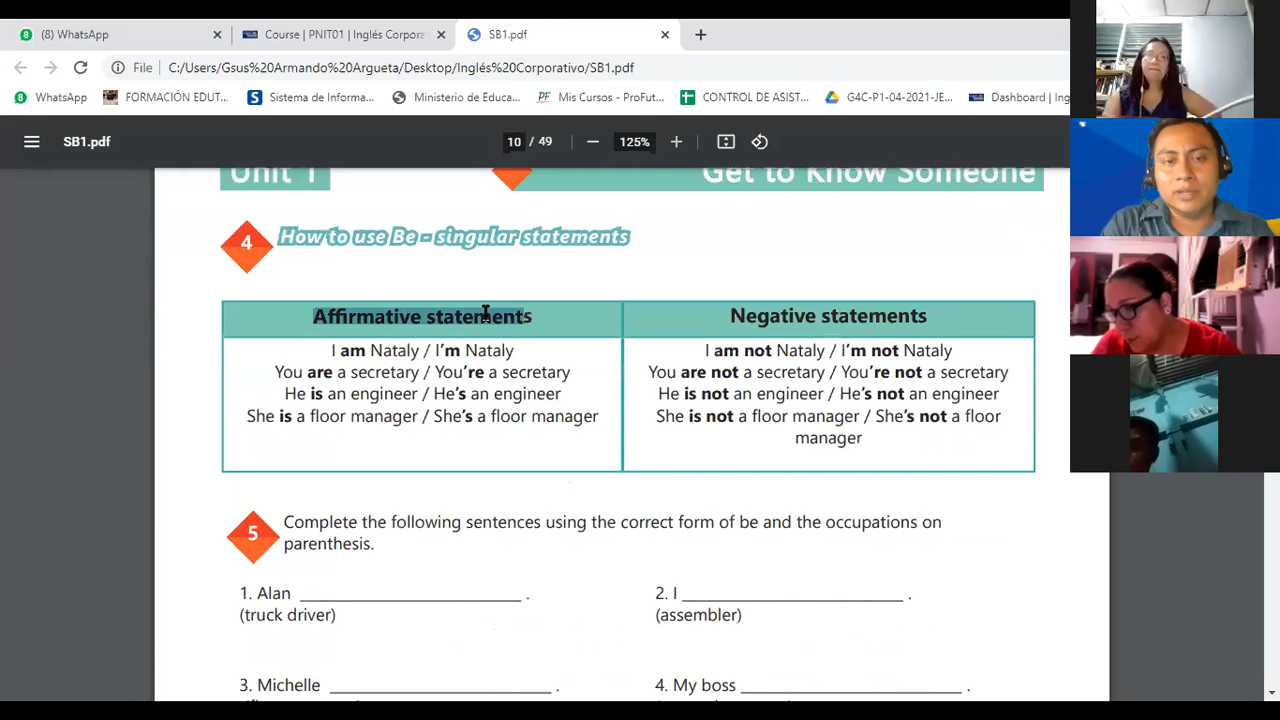 (8) WhatsApp
Course | PNIT01 | Inglés Corpor
SB1.pdf
File
C:/Users/Gsus%20Armando%20Argueta/Desktop/Inglés%20Corporativo/SB1.pdf
WhatsApp
FORMACIÓN EDUT...
Sistema de Informa...
Ministerio de Educa...
Mis Cursos - ProFut...
CONTROL DE ASIST...
G4C-P1-04-2021-JE...
Dashboard | Ing
SB1.pdf
10 / 49
125%
Unit 1
Get to Know Someone
4
How to use Be - singular statements
Affirmative statements
Negative statements
I am Nataly / I'm Nataly
You are a secretary / You're a secretary
He is an engineer / He's an engineer
She is a floor manager / She's a floor manager
I am not Nataly / I'm not Nataly
You are not a secretary / You're not a secretary
He is not an engineer / He's not an engineer
She is not a floor manager / She's not a floor
manager
5
Complete the following sentences using the correct form of be and the occupations on
parenthesis.
1. Alan __________________________ .
(truck driver)
2. I __________________________ .
(assembler)
3. Michelle __________________________ .
4. My boss __________________________ .